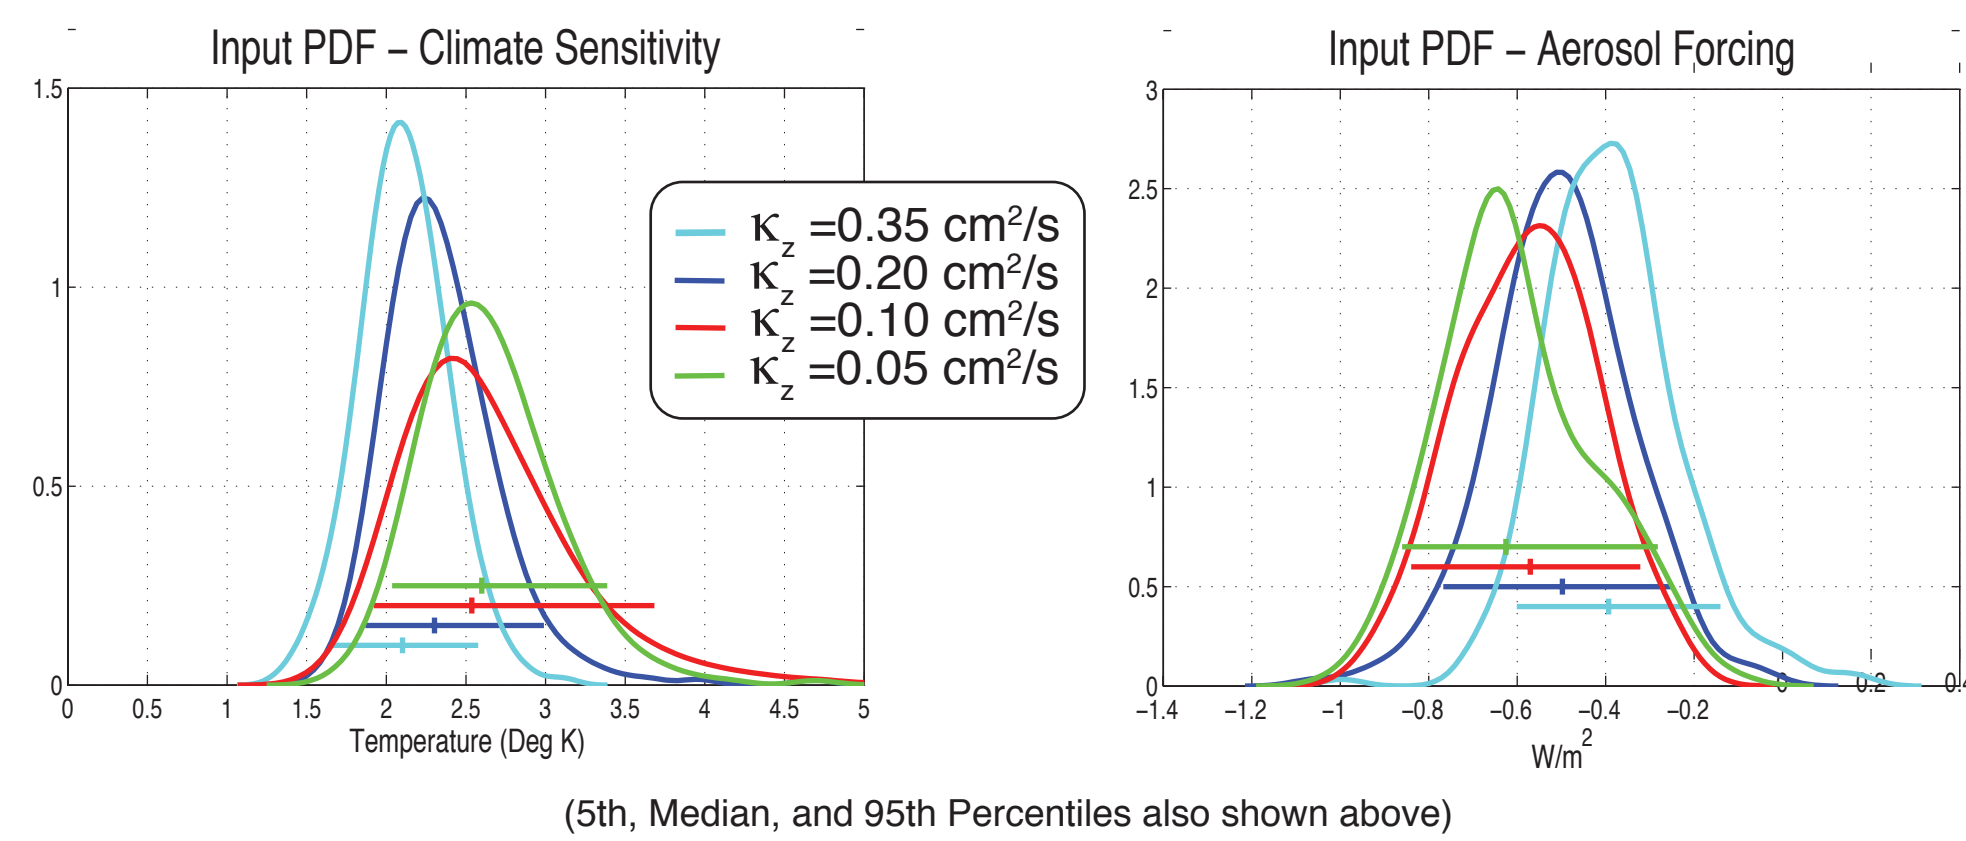 Input PDF – Climate Sensitivity
1.5
1
0.5
0
0 0.5 1 1.5 2 2.5 3 3.5 4 4.5 5
Temperature (Deg K)
κz =0.35 cm²/s
κz =0.20 cm²/s
κz =0.10 cm²/s
κz =0.05 cm²/s
Input PDF – Aerosol Forcing
3
2.5
2
1.5
1
0.5
0
0 0.2 0.4
−1.4 −1.2 −1 −0.8 −0.6 −0.4 −0.2
W/m²
(5th, Median, and 95th Percentiles also shown above)